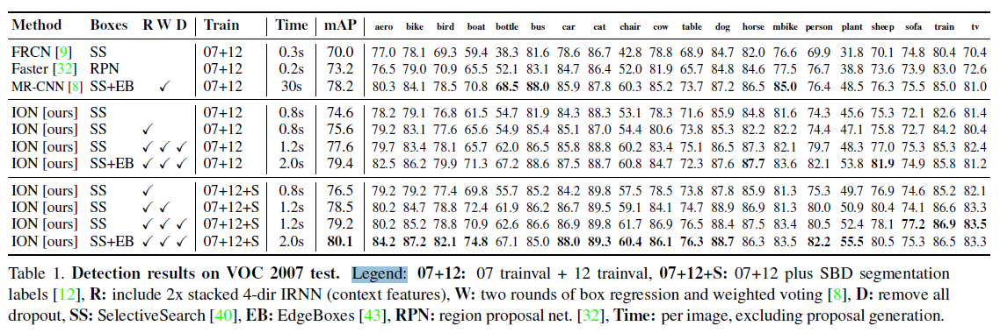 Method Boxes R W D Train Time mAP aero bike bird boat bottle bus car cat chair cow table dog horse mbike person plant sheep sofa train tv
FRCN [9] SS 07+12 0.3s 70.0 77.0 78.1 69.3 59.4 38.3 81.6 78.6 86.7 42.8 78.8 68.9 84.7 82.0 76.6 69.9 31.8 70.1 74.8 80.4 70.4
Faster [32] RPN 07+12 0.2s 73.2 76.5 79.0 70.9 65.5 52.1 83.1 84.7 86.4 52.0 81.9 65.7 84.8 84.6 77.5 76.7 38.8 73.6 73.9 83.0 72.6
MR-CNN [8] SS+EB ✓ 07+12 30s 78.2 80.3 84.1 78.5 70.8 68.5 88.0 85.9 87.8 60.3 85.2 73.7 87.2 86.5 85.0 76.4 48.5 76.3 75.5 85.0 81.0
ION [ours] SS 07+12 0.8s 74.6 78.2 79.1 76.8 61.5 54.7 81.9 84.3 88.3 53.1 78.3 71.6 85.9 84.8 81.6 74.3 45.6 75.3 72.1 82.6 81.4
ION [ours] SS ✓ 07+12 0.8s 75.6 79.2 83.1 77.6 65.6 54.9 85.4 85.1 87.0 54.4 80.6 73.8 85.3 82.2 82.2 74.4 47.1 75.8 72.7 84.2 80.4
ION [ours] SS ✓ ✓ ✓ 07+12 1.2s 77.6 79.7 83.4 78.1 65.7 62.0 86.5 85.8 88.8 60.2 83.4 75.1 86.5 87.3 82.1 79.7 48.3 77.0 75.3 85.3 82.4
ION [ours] SS+EB ✓ ✓ ✓ 07+12 2.0s 79.4 82.5 86.2 79.9 71.3 67.2 88.6 87.5 88.7 60.8 84.7 72.3 87.6 87.7 83.6 82.1 53.8 81.9 74.9 85.8 81.2
ION [ours] SS ✓ 07+12+S 0.8s 76.5 79.2 79.2 77.4 69.8 55.7 85.2 84.2 89.8 57.5 78.5 73.8 87.8 85.9 81.3 75.3 49.7 76.9 74.6 85.2 82.1
ION [ours] SS ✓ ✓ 07+12+S 1.2s 78.5 80.2 84.7 78.8 72.4 61.9 86.2 86.7 89.5 59.1 84.1 74.7 88.9 86.9 81.3 80.0 50.9 80.4 74.1 86.6 83.3
ION [ours] SS ✓ ✓ ✓ 07+12+S 1.2s 79.2 80.2 85.2 78.8 70.9 62.6 86.6 86.9 89.8 61.7 86.9 76.5 88.4 87.5 83.4 80.5 52.4 78.1 77.2 86.9 83.5
ION [ours] SS+EB ✓ ✓ ✓ 07+12+S 2.0s 80.1 84.2 87.2 82.1 74.8 67.1 85.0 88.0 89.3 60.4 86.1 76.3 88.7 86.3 83.5 82.2 55.5 80.5 75.3 86.5 83.3
Table 1. Detection results on VOC 2007 test. Legend: 07+12: 07 trainval + 12 trainval, 07+12+S: 07+12 plus SBD segmentation
labels [12], R: include 2x stacked 4-dir IRNN (context features), W: two rounds of box regression and weighted voting [8], D: remove all
dropout, SS: SelectiveSearch [40], EB: EdgeBoxes [43], RPN: region proposal net. [32], Time: per image, excluding proposal generation.